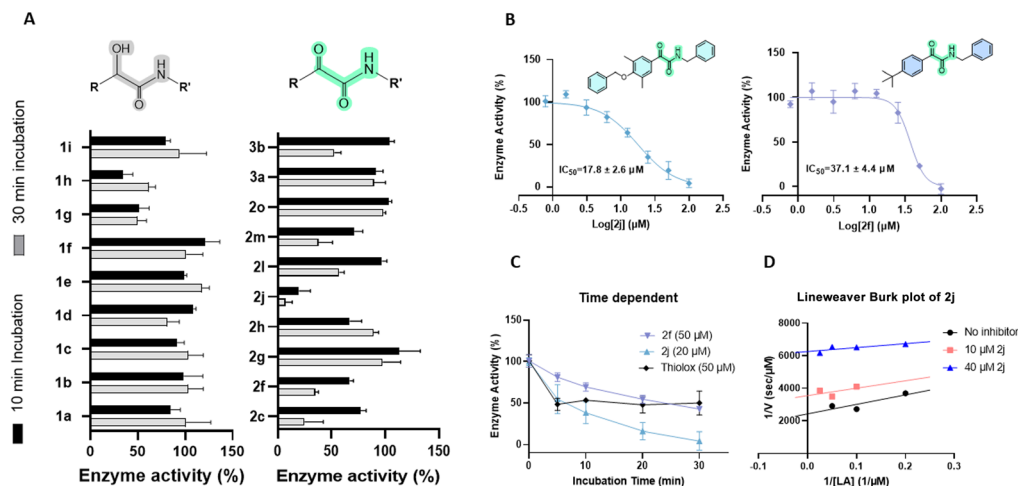 A
OH
R
N
H
R'
O
O
R
N
H
R'
O
30 min incubation
10 min Incubation
1i
1h
1g
1f
1e
1d
1c
1b
1a
0
50
100
150
Enzyme activity (%)
3b
3a
2o
2m
2l
2j
2h
2g
2f
2c
0
50
100
150
Enzyme activity (%)
B
Enzyme Activity (%)
150
100
50
0
O
H
N
O
O
IC50=17.8 ± 2.6 µM
-0.5
0.0
0.5
1.0
1.5
2.0
2.5
Log[2j] (µM)
Enzyme Activity (%)
150
100
50
0
O
H
N
O
IC50=37.1 ± 4.4 µM
-0.5
0.0
0.5
1.0
1.5
2.0
2.5
Log[2f] (µM)
C
Time dependent
Enzyme Activity (%)
150
100
50
0
2f (50 µM)
2j (20 µM)
Thiolox (50 µM)
0
10
20
30
Incubation Time (min)
D
Lineweaver Burk plot of 2j
1/V (sec/µM)
8000
6000
4000
2000
No inhibitor
10 µM 2j
40 µM 2j
-0.1
0.0
0.1
0.2
0.3
1/[LA] (1/µM)